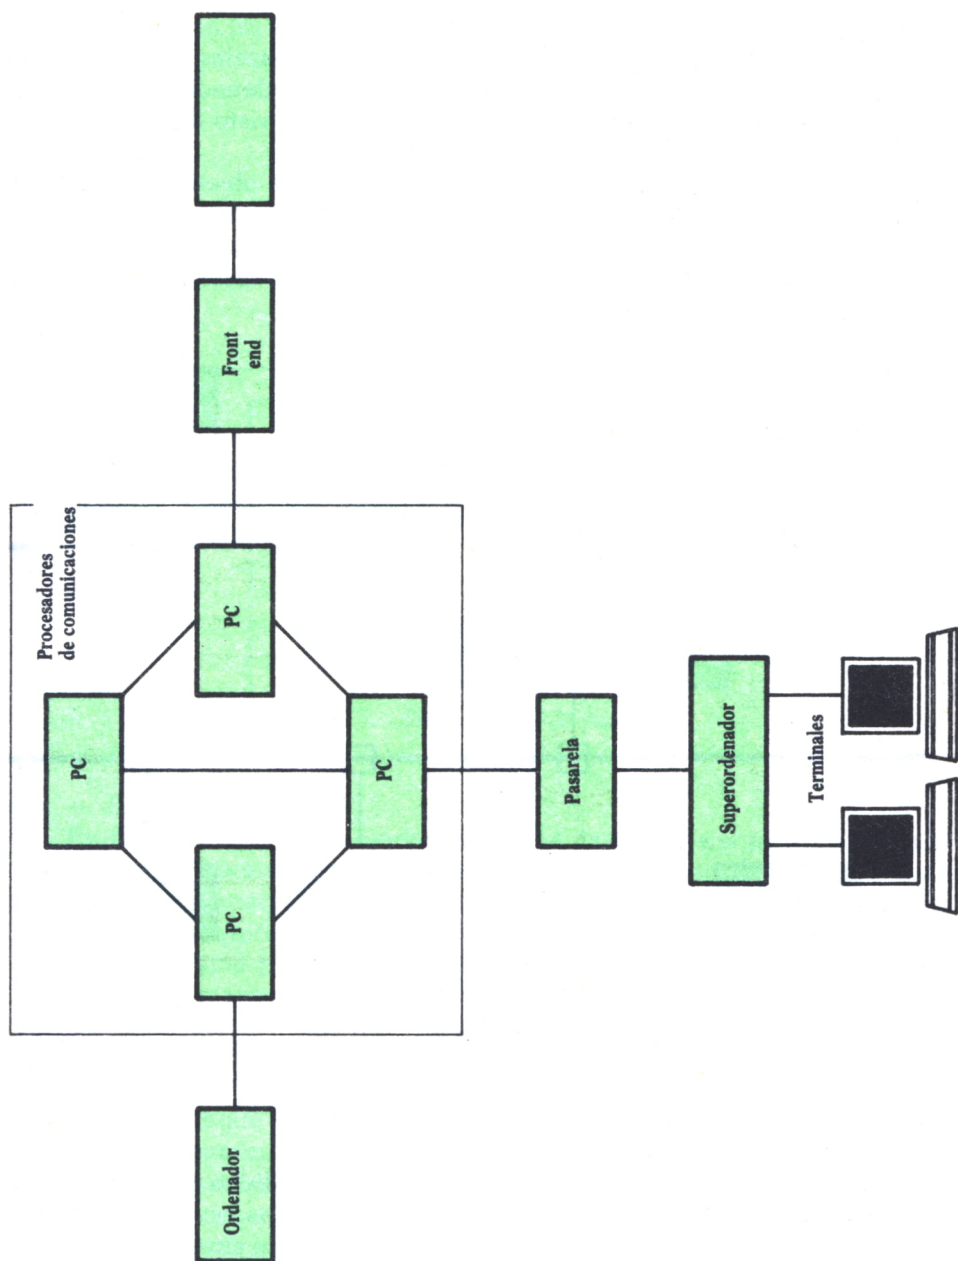 Procesadores
de comunicaciones
PC
PC
PC
PC
Ordenador
Front
end
Pasarela
Superordenador
Terminales